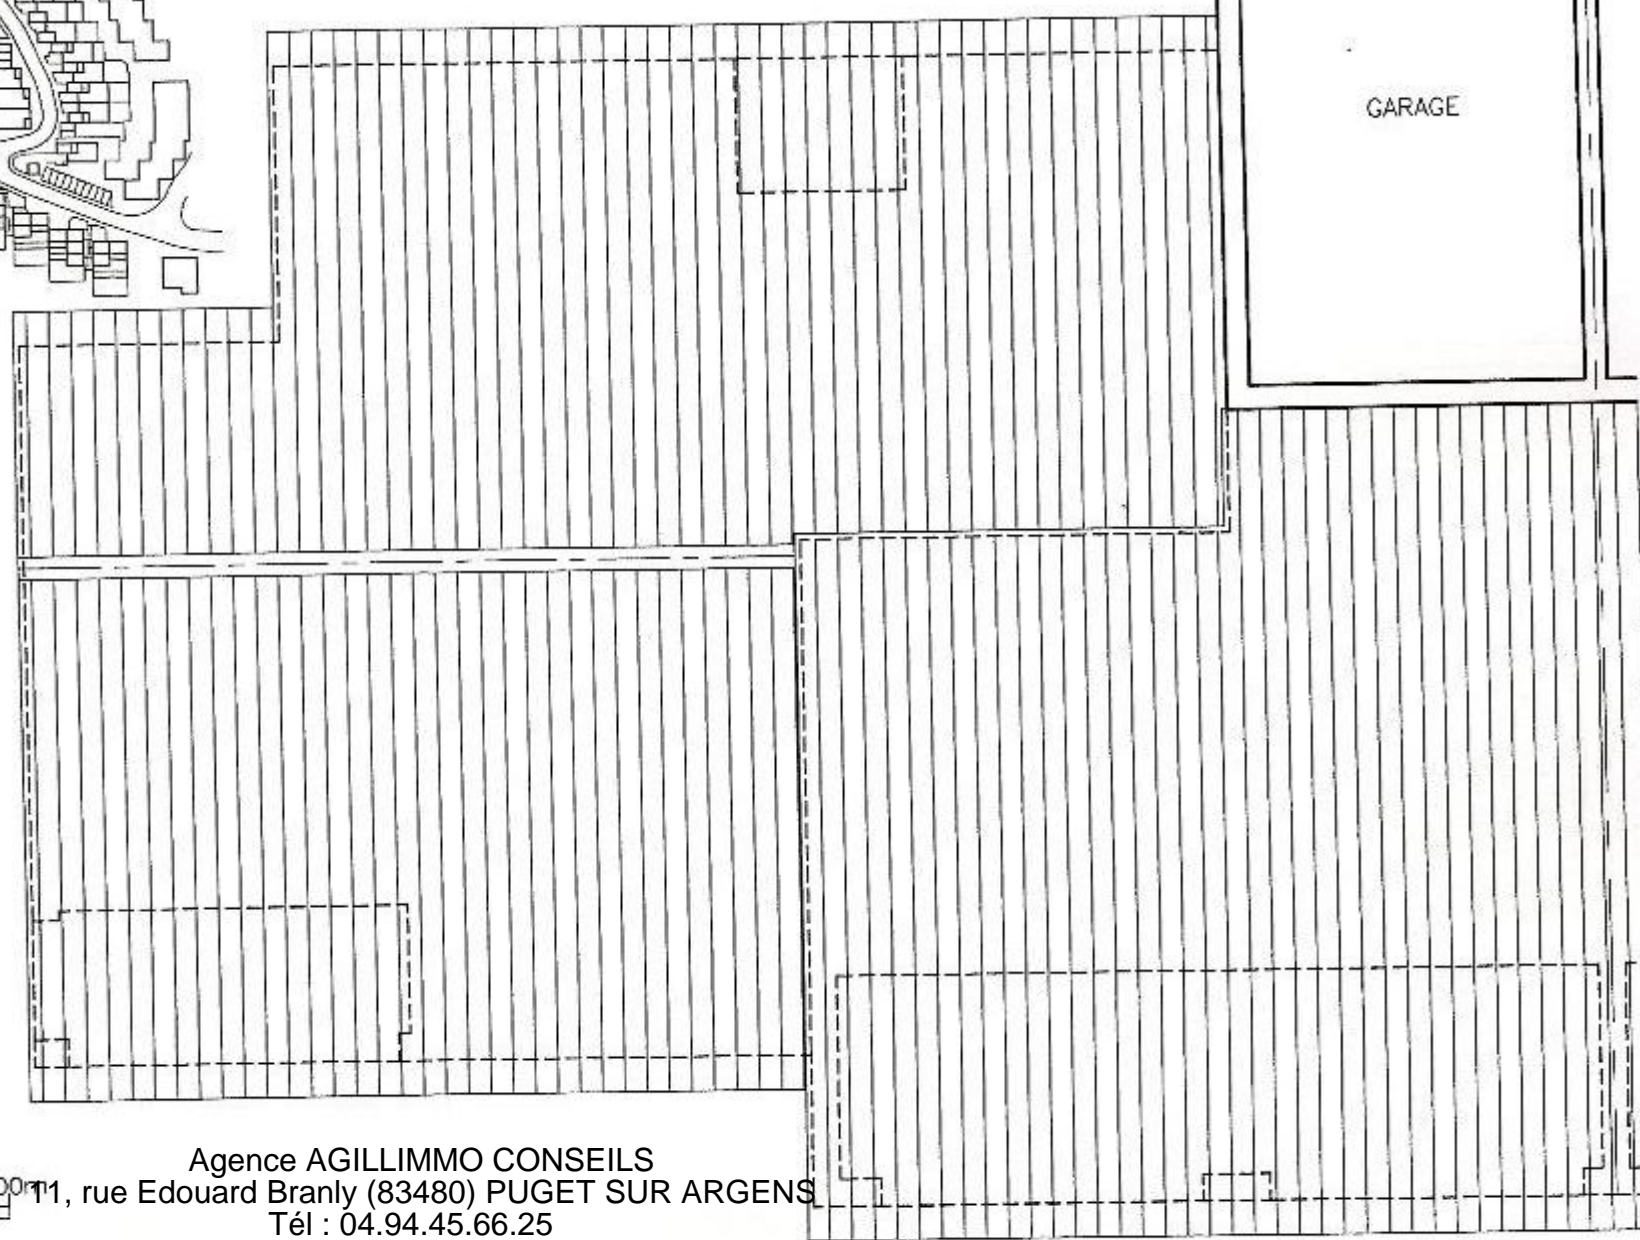 GARAGE
Agence AGILLIMMO CONSEILS
11, rue Edouard Branly (83480) PUGET SUR ARGENS
Tél : 04.94.45.66.25